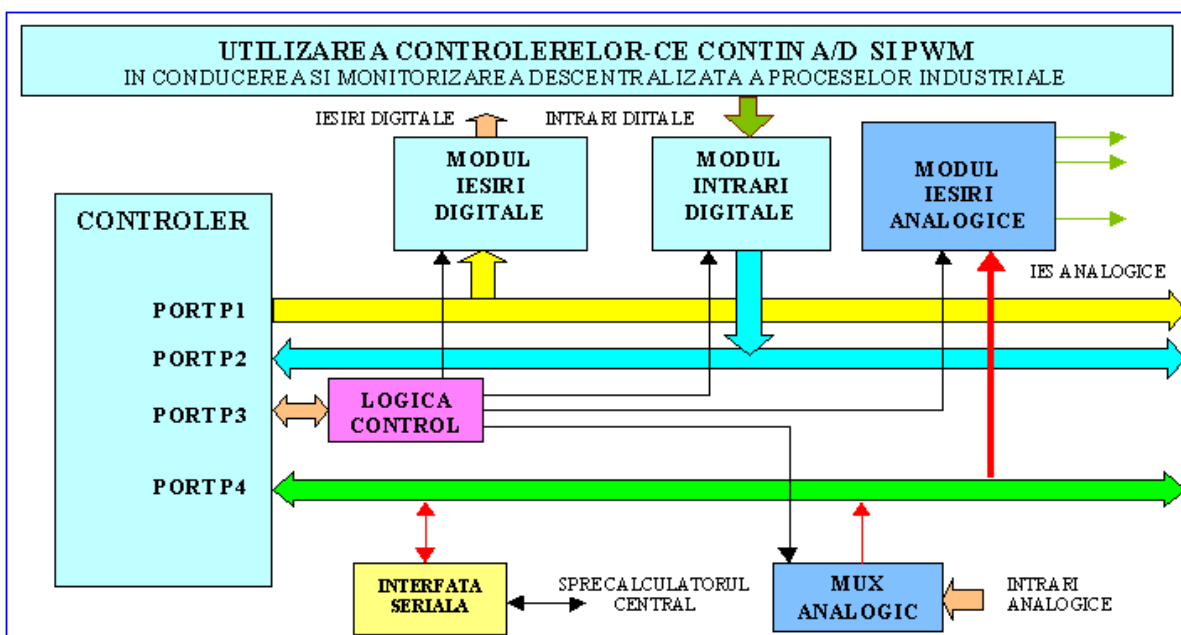 UTILIZAREA CONTROLERELOR-CE CONTIN A/D SI PWM
IN CONDUCEREA SI MONITORIZAREA DESCENTRALIZATA A PROCESELOR INDUSTRIALE
IESIRI DIGITALE
INTRARI DIITALE
MODUL
IESIRI
DIGITALE
MODUL
INTRARI
DIGITALE
MODUL
IESIRI
ANALOGICE
CONTROLER
IES ANALOGICE
PORT P1
PORT P2
PORT P3
LOGICA
CONTROL
PORT P4
INTERFATA
SERIALA
SPRECALCULATORUL
CENTRAL
MUX
ANALOGIC
INTRARI
ANALOGICE